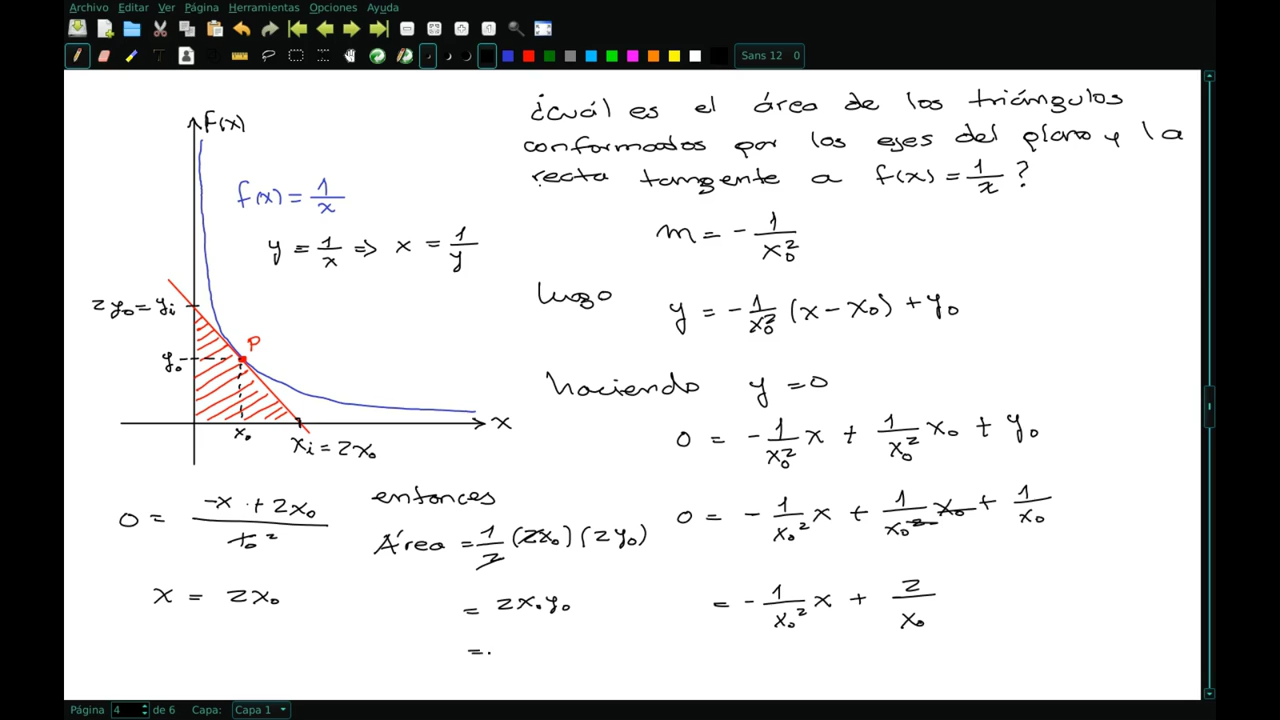 Archivo Editar Ver Página Herramientas Opciones Ayuda
Sans 12 0
¿cuál es el área de los triángulos
conformados por los ejes del plano y la
recta tangente a f(x) = 1/x ?
f(x)
f(x) = 1/x
y = 1/x => x = 1/y
2y₀ = yᵢ
P
y₀
x₀
x
xᵢ = 2x₀
m = - 1/x₀²
luego y = - 1/x₀² (x - x₀) + y₀
haciendo y = 0
0 = - 1/x₀² x + 1/x₀² x₀ + y₀
0 = - 1/x₀² x + 1/x₀² x₀ + 1/x₀
= - 1/x₀² x + 2/x₀
0 = (-x + 2x₀)/x₀²
x = 2x₀
entonces
Área = 1/2 (2x₀)(2y₀)
= 2x₀y₀
=
Página 4 de 6 Capa: Capa 1